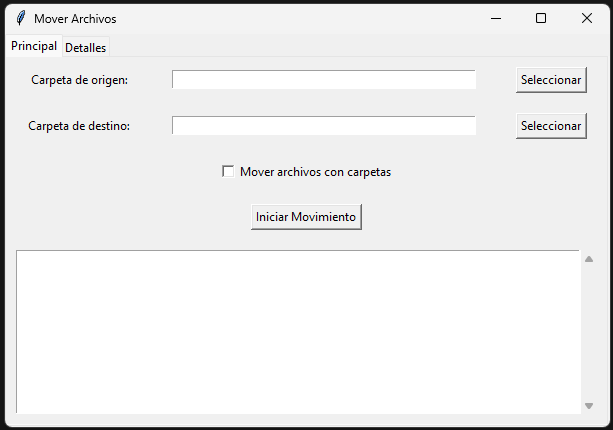 Mover Archivos
Principal Detalles
Carpeta de origen: Seleccionar
Carpeta de destino: Seleccionar
Mover archivos con carpetas
Iniciar Movimiento